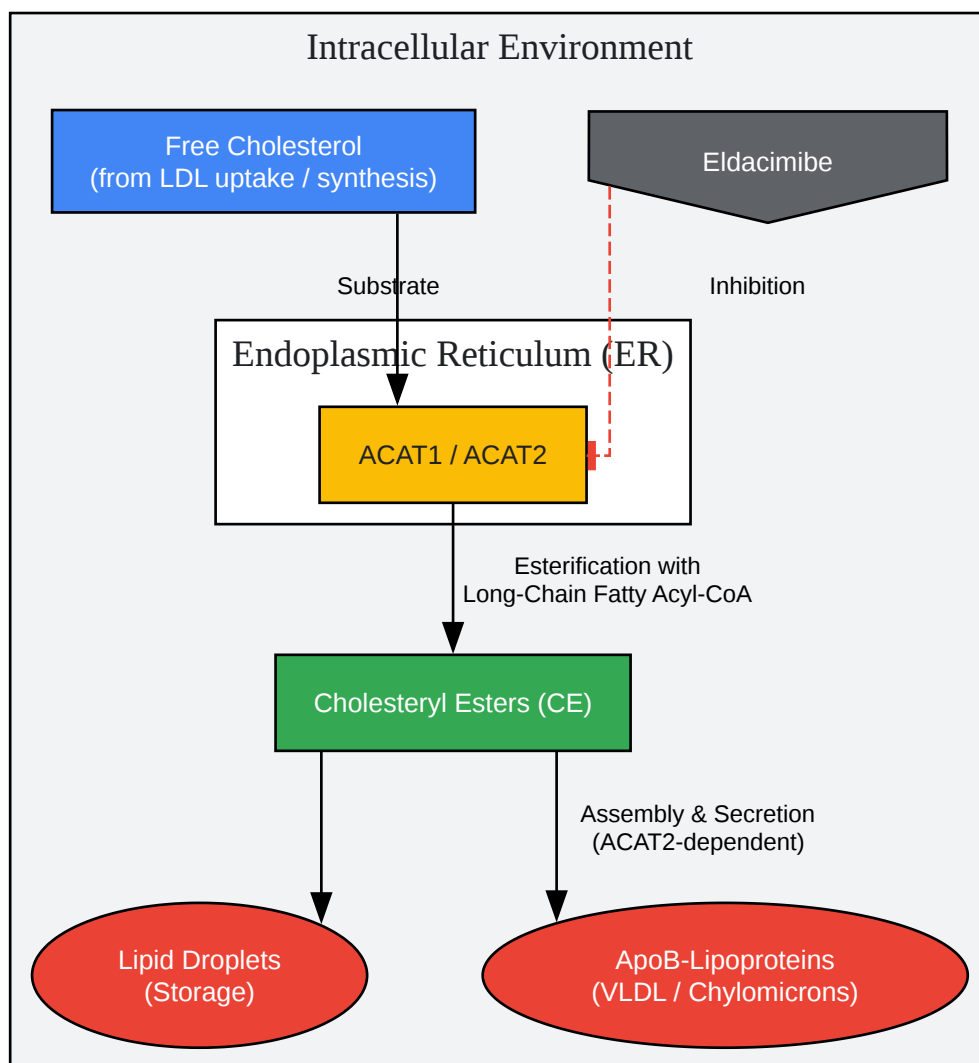 Intracellular Environment
Free Cholesterol
(from LDL uptake / synthesis)
Eldacimibe
Substrate
Inhibition
Endoplasmic Reticulum (ER)
ACAT1 / ACAT2
Esterification with
Long-Chain Fatty Acyl-CoA
Cholesteryl Esters (CE)
Assembly & Secretion
(ACAT2-dependent)
Lipid Droplets
(Storage)
ApoB-Lipoproteins
(VLDL / Chylomicrons)